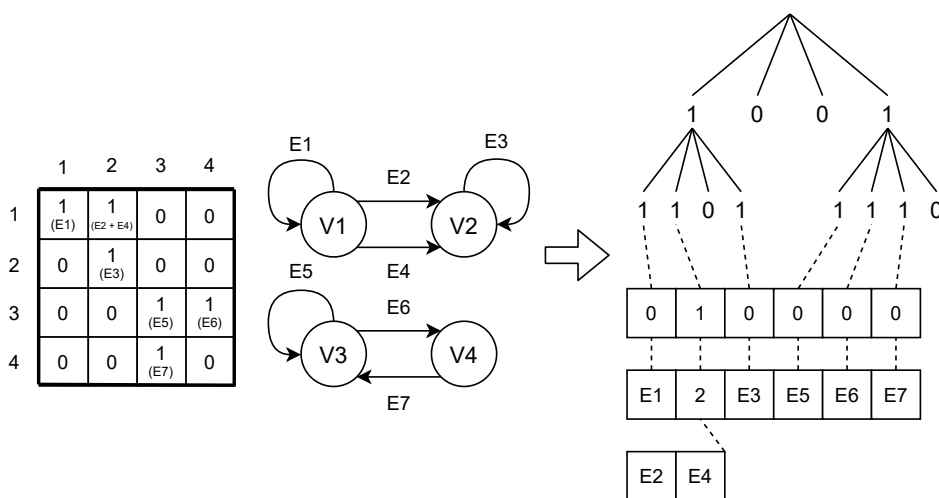 1 2 3 4
1 1 1 0 0
(E1) (E2 + E4)
2 0 1 0 0
(E3)
3 0 0 1 1
(E5) (E6)
4 0 0 1 0
(E7)
E1 E3
E2
V1 V2
E4
E5
E6
V3 V4
E7
1 0 0 1
1 1 0 1 1 1 1 0
0 1 0 0 0 0
E1 2 E3 E5 E6 E7
E2 E4